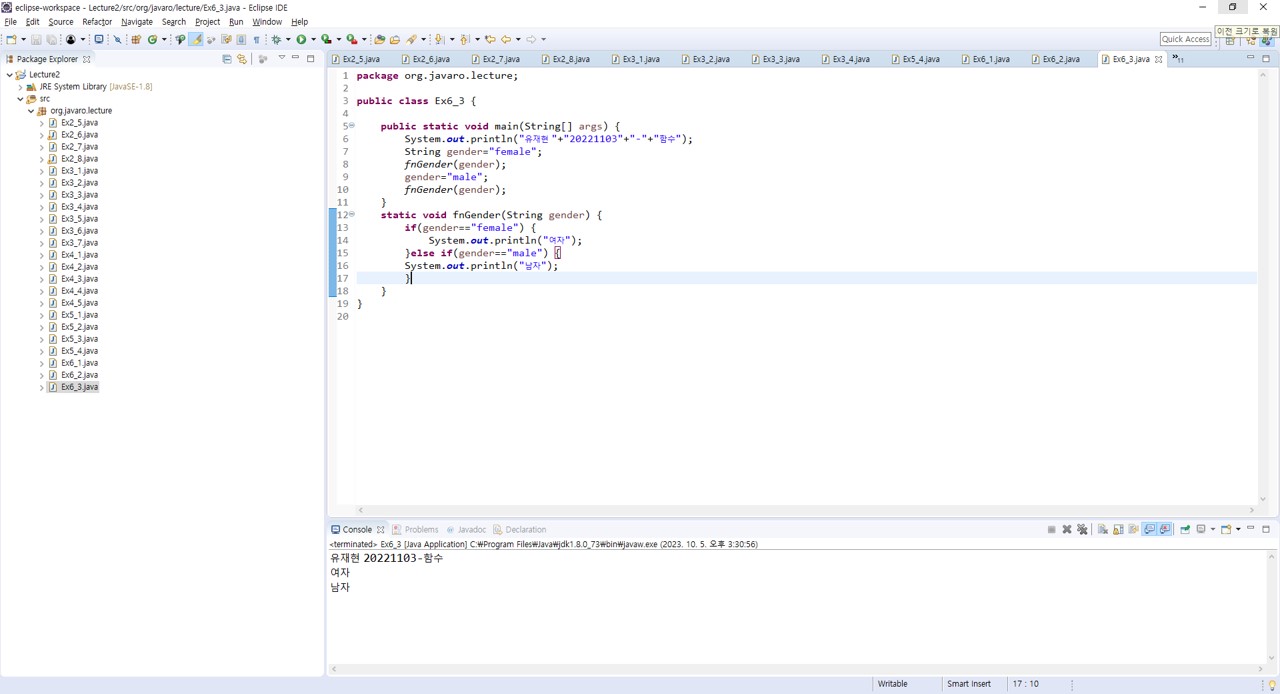 eclipse-workspace - Lecture2/src/org/javaro/lecture/Ex6_3.java - Eclipse IDE
File Edit Source Refactor Navigate Search Project Run Window Help
이전 크기로 복원
Quick Access
Package Explorer
Lecture2
JRE System Library [JavaSE-1.8]
src
org.javaro.lecture
Ex2_5.java
Ex2_6.java
Ex2_7.java
Ex2_8.java
Ex3_1.java
Ex3_2.java
Ex3_3.java
Ex3_4.java
Ex3_5.java
Ex3_6.java
Ex3_7.java
Ex4_1.java
Ex4_2.java
Ex4_3.java
Ex4_4.java
Ex4_5.java
Ex5_1.java
Ex5_2.java
Ex5_3.java
Ex5_4.java
Ex6_1.java
Ex6_2.java
Ex6_3.java
Ex2_5.java Ex2_6.java Ex2_7.java Ex2_8.java Ex3_1.java Ex3_2.java Ex3_3.java Ex3_4.java Ex5_4.java Ex6_1.java Ex6_2.java Ex6_3.java »11
1 package org.javaro.lecture;
2
3 public class Ex6_3 {
4
5     public static void main(String[] args) {
6         System.out.println("유재현 "+"20221103"+"-"+"함수");
7         String gender="female";
8         fnGender(gender);
9         gender="male";
10         fnGender(gender);
11     }
12     static void fnGender(String gender) {
13         if(gender=="female") {
14             System.out.println("여자");
15         }else if(gender=="male") {
16         System.out.println("남자");
17         }
18     }
19 }
20
Console Problems Javadoc Declaration
<terminated> Ex6_3 [Java Application] C:₩Program Files₩Java₩jdk1.8.0_73₩bin₩javaw.exe (2023. 10. 5. 오후 3:30:56)
유재현 20221103-함수
여자
남자
Writable Smart Insert 17 : 10